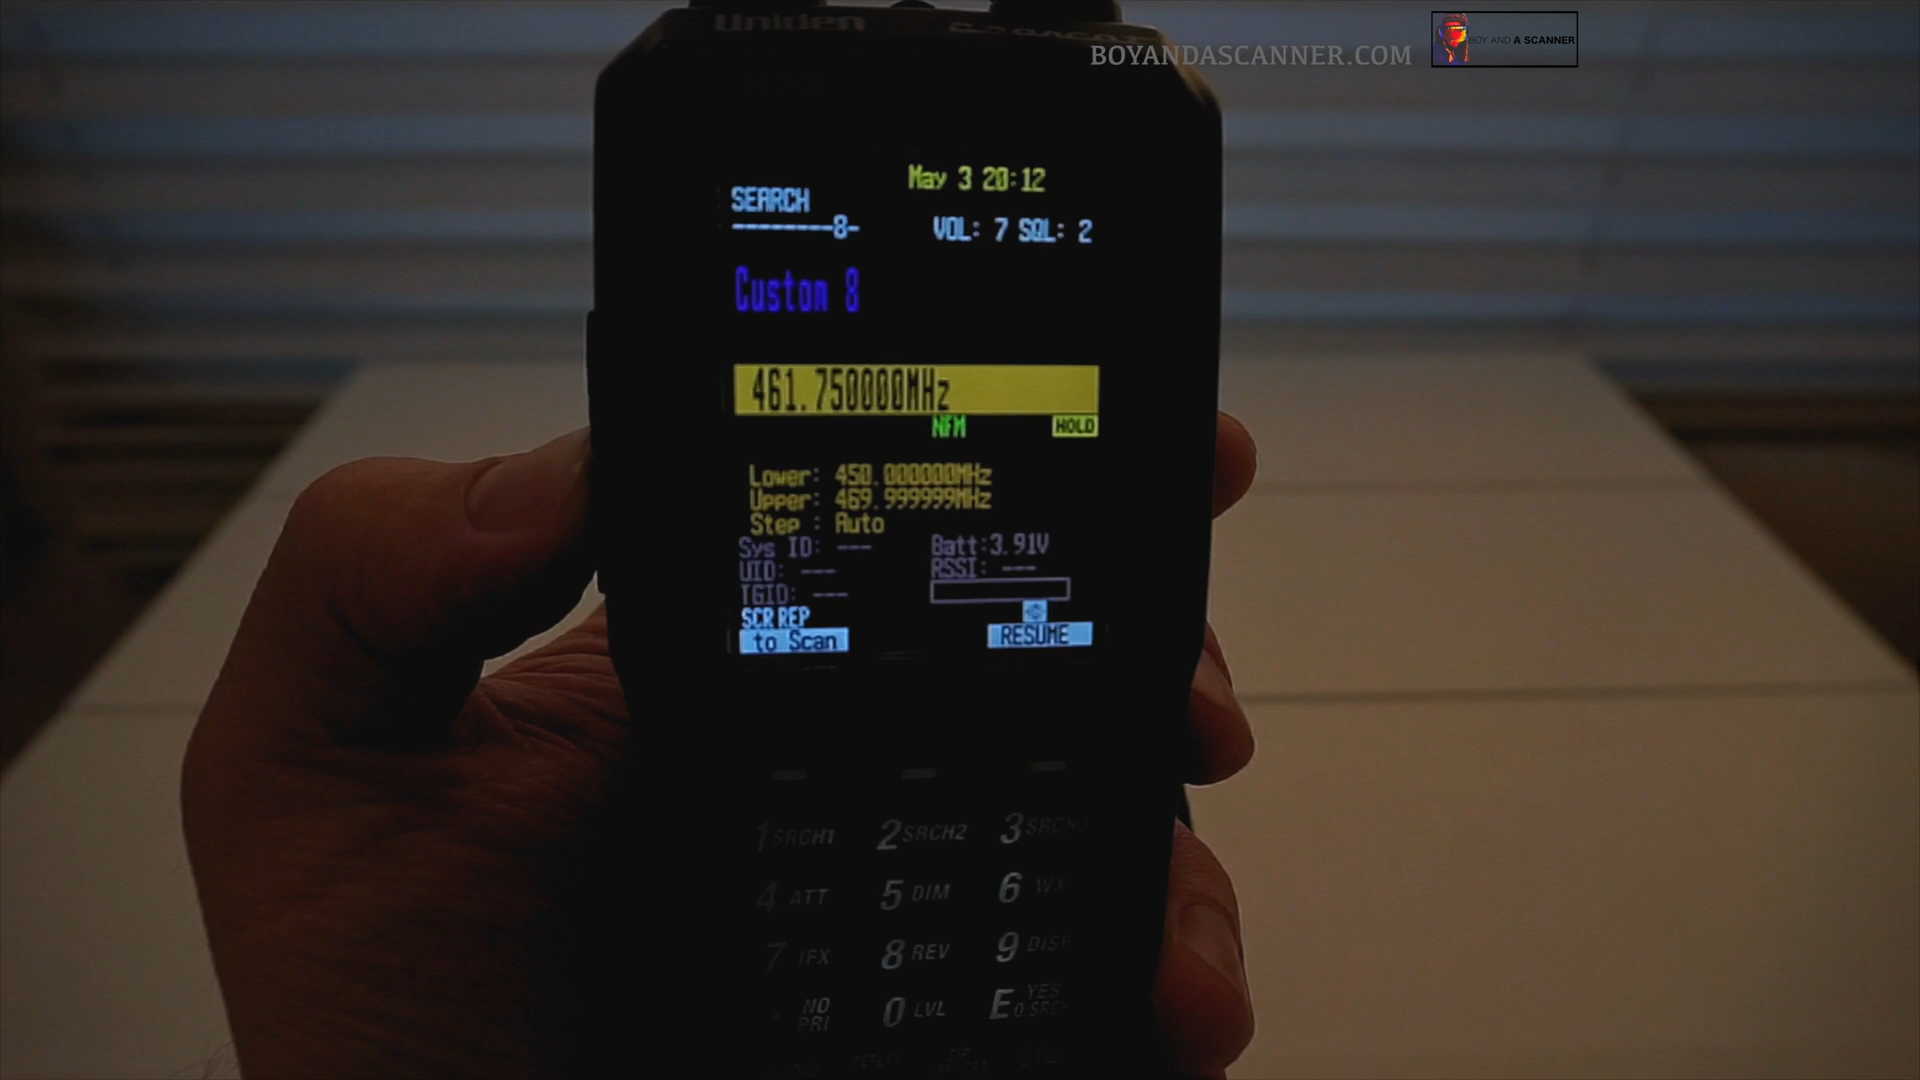 Uniden
BOYANDASCANNER.COM
BOY AND A SCANNER
May 3 20:12
SEARCH
-------8-
VOL: 7 SQL: 2
Custom 8
461.750000MHz
NFM
HOLD
Lower: 450.000000MHz
Upper: 469.999999MHz
Step : Auto
Sys ID: ---
Batt:3.91V
UID: ---
RSSI: ---
TGID: ---
SCR REP
to Scan
RESUME
1 SRCH1 2 SRCH2 3 SRCH3
4 ATT 5 DIM 6 WX
7 IFX 8 REV 9 DISP
. NO PRI 0 LVL E YES
REPLAY